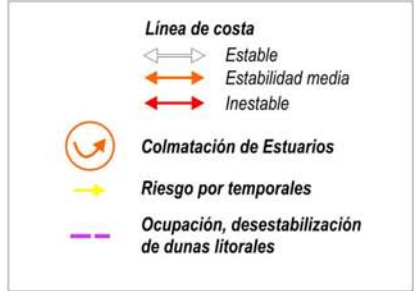 Línea de costa
Estable
Estabilidad media
Inestable
Colmatación de Estuarios
Riesgo por temporales
Ocupación, desestabilización
de dunas litorales